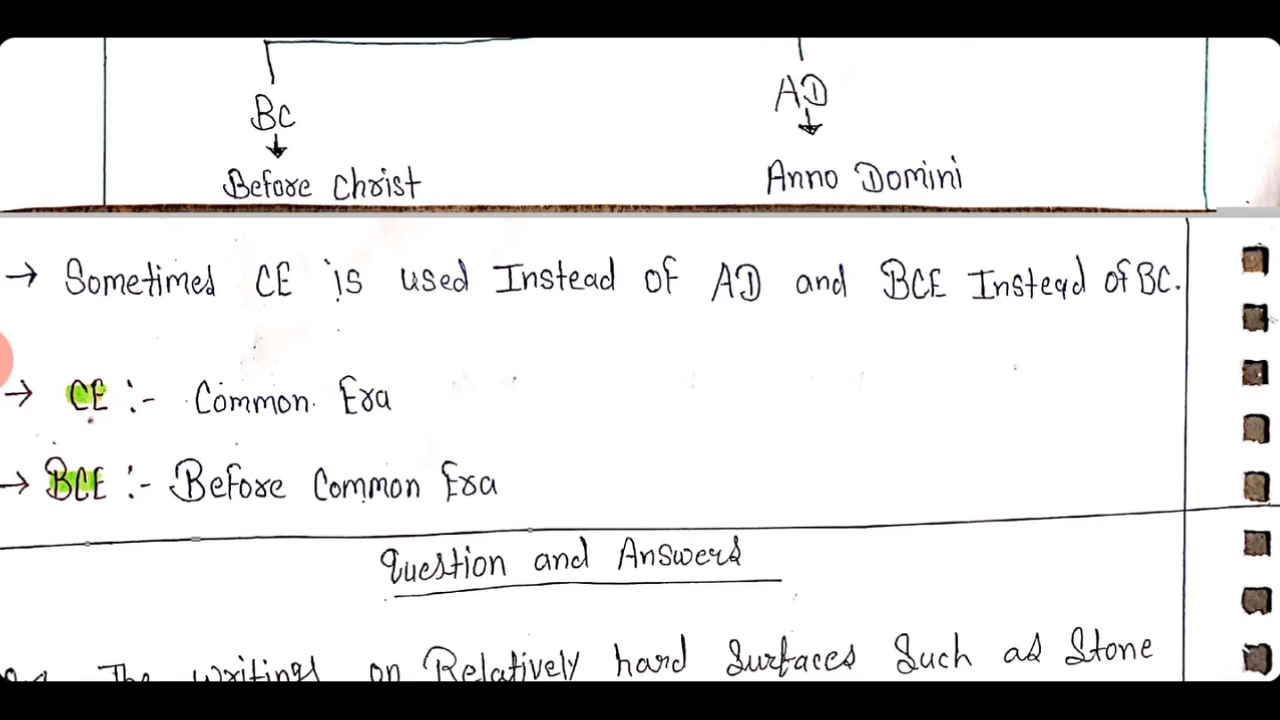 BC AD
↓ ↓
Before Christ Anno Domini
→ Sometimes CE is used Instead of AD and BCE Instead of BC.
→ CE :- Common Era
→ BCE :- Before Common Era
Question and Answers
The writings on Relatively hard Surfaces Such as Stone